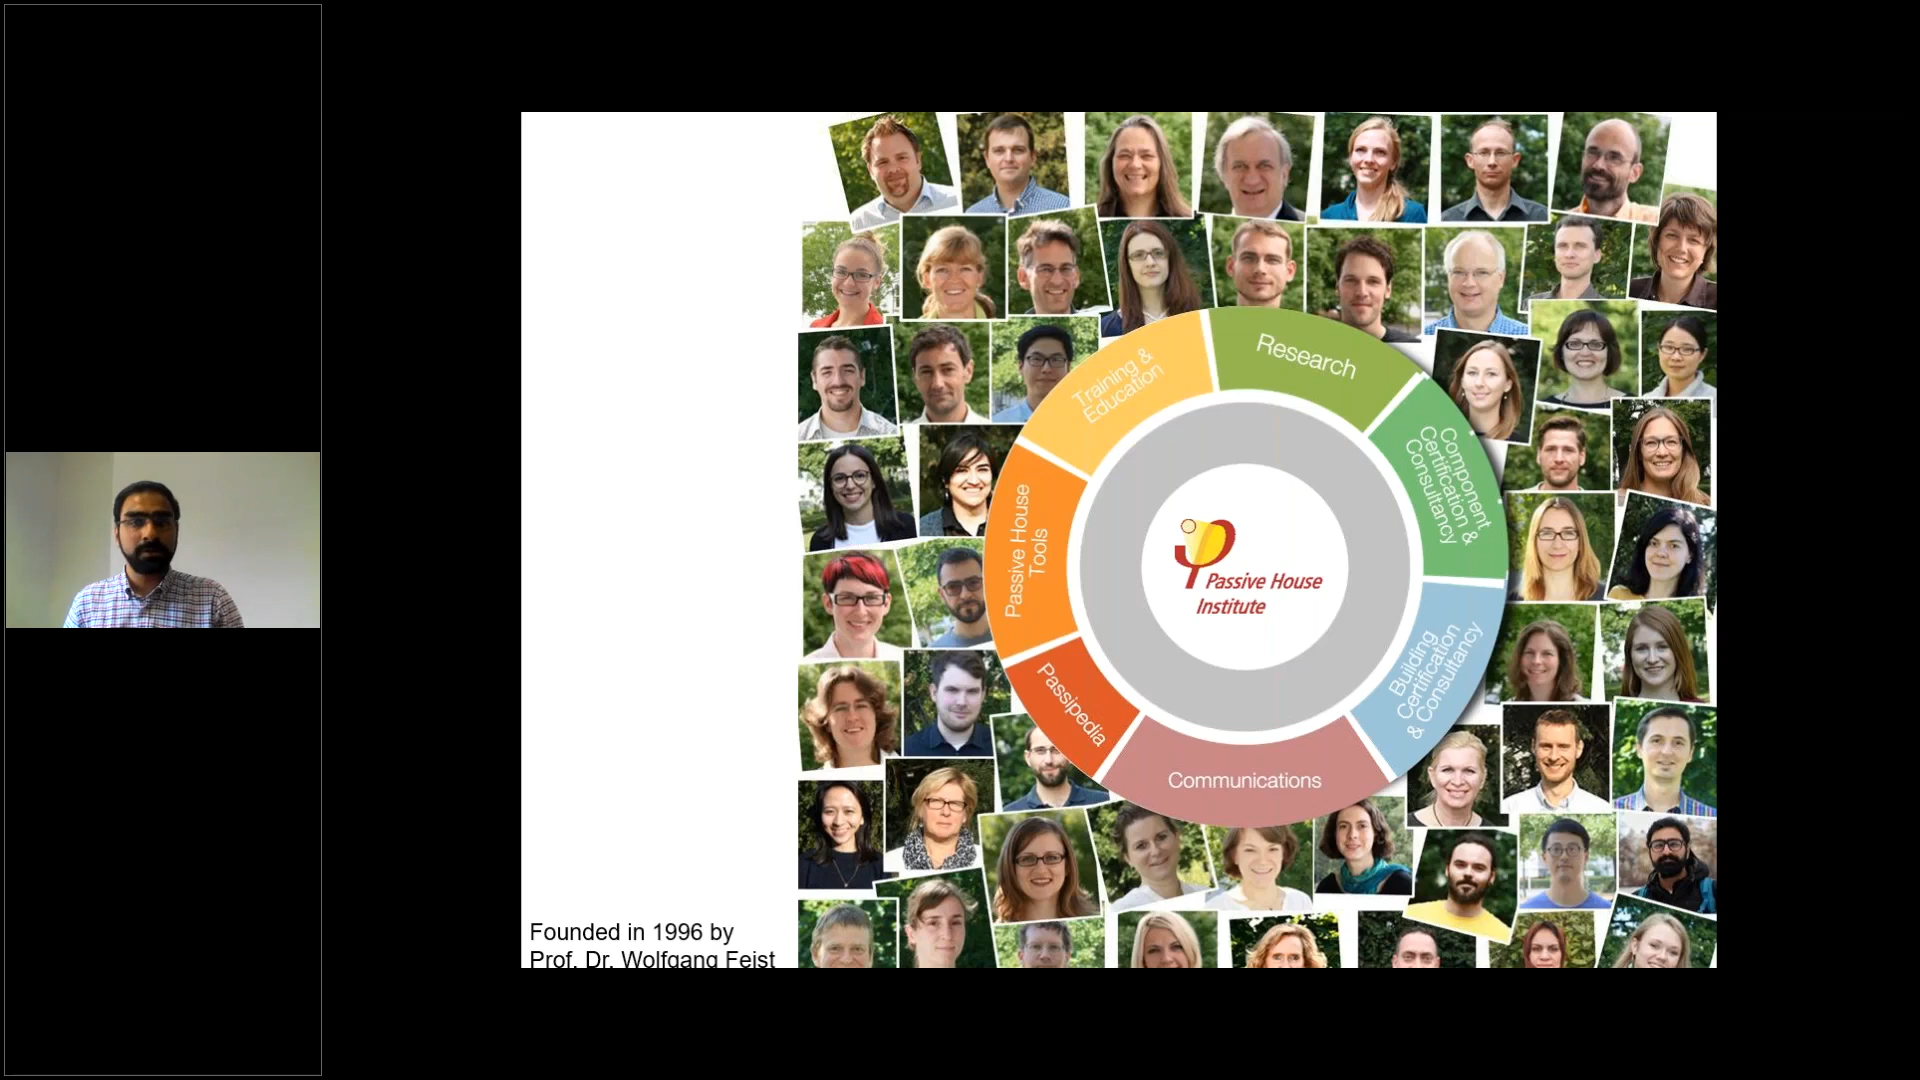 Research
Training &
Education
Component
Certification &
Consultancy
Passive House
Tools
Passive House
Institute
Building
Certification
& Consultancy
Passipedia
Communications
Founded in 1996 by
Prof. Dr. Wolfgang Feist